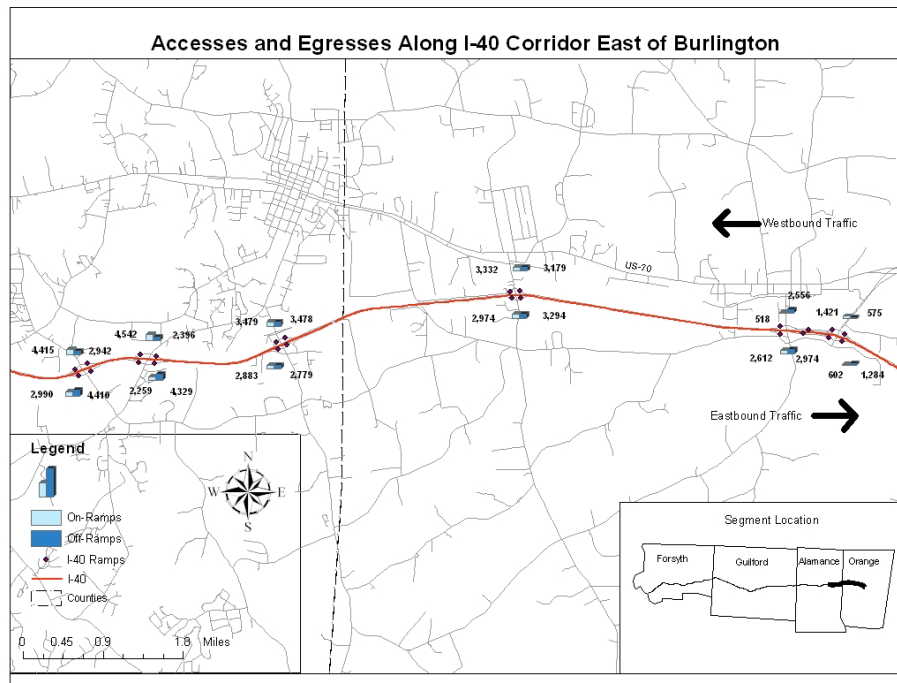 Accesses and Egresses Along I-40 Corridor East of Burlington
Westbound Traffic
US-70
3,332 3,179
2,974 3,294
2,556
518 1,421 575
2,612 2,974
602 1,284
3,479 3,478
2,883 2,779
4,542 2,396
2,259 4,329
4,415 2,942
2,990 4,410
Eastbound Traffic
Legend
On-Ramps
Off-Ramps
I-40 Ramps
I-40
Counties
0 0.45 0.9 1.8 Miles
N
W E
S
Segment Location
Forsyth Guilford Alamance Orange